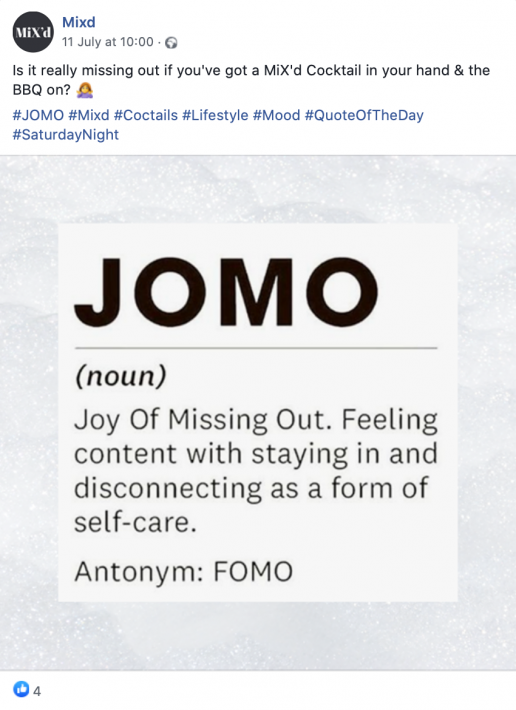 MiX'd
Mixd
11 July at 10:00 ·
Is it really missing out if you've got a MiX'd Cocktail in your hand & the
BBQ on? 🤦‍♀️
#JOMO #Mixd #Coctails #Lifestyle #Mood #QuoteOfTheDay
#SaturdayNight
JOMO
(noun)
Joy Of Missing Out. Feeling
content with staying in and
disconnecting as a form of
self-care.
Antonym: FOMO
4